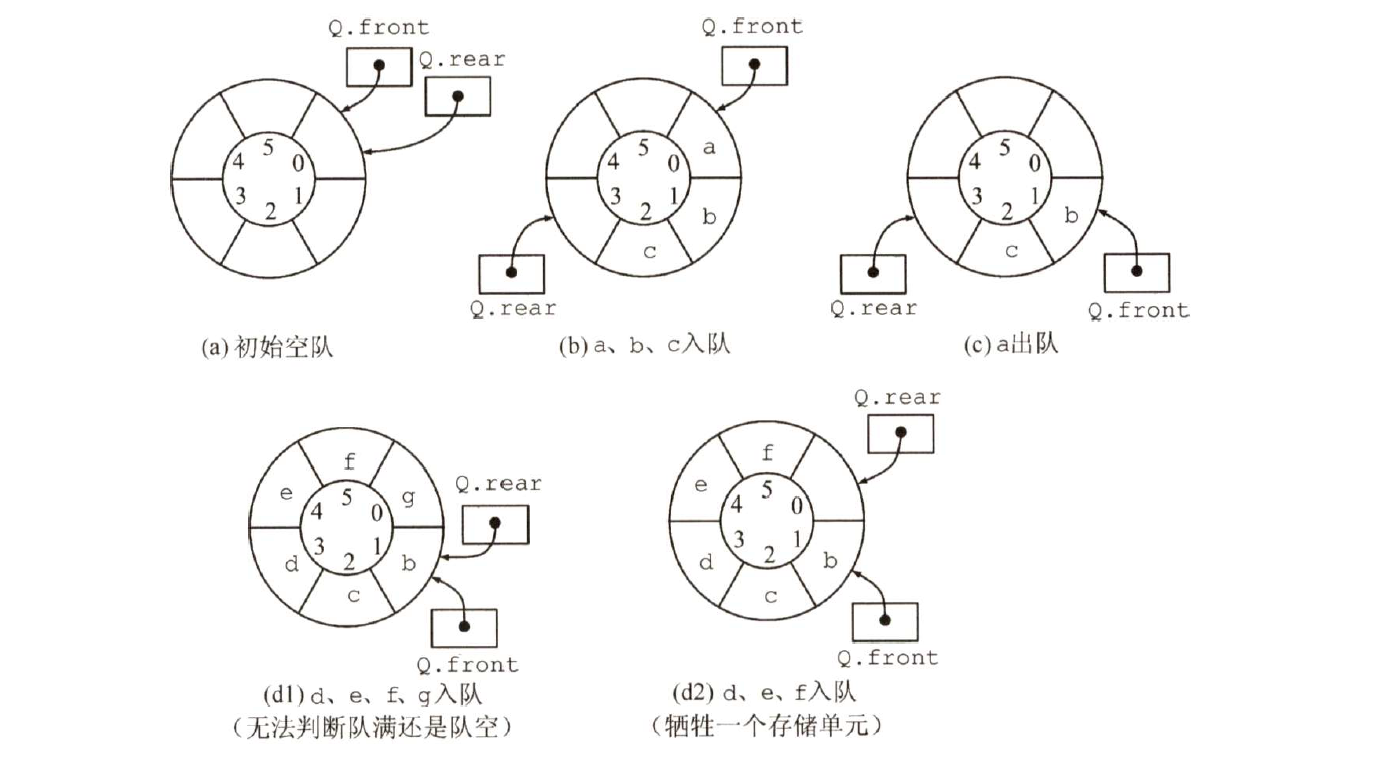 Q.front
Q.rear
5
4 0
3 1
2
(a) 初始空队
Q.front
5
4 0 a
3 1 b
2
c
Q.rear
(b) a、b、c入队
5
4 0
3 1 b
2
c
Q.rear
Q.front
(c) a出队
f
e 5 g
4 0
3 1
d 2 b
c
Q.rear
Q.front
(d1) d、e、f、g入队
（无法判断队满还是队空）
Q.rear
f
e 5
4 0
3 1
d 2 b
c
Q.front
(d2) d、e、f入队
（牺牲一个存储单元）